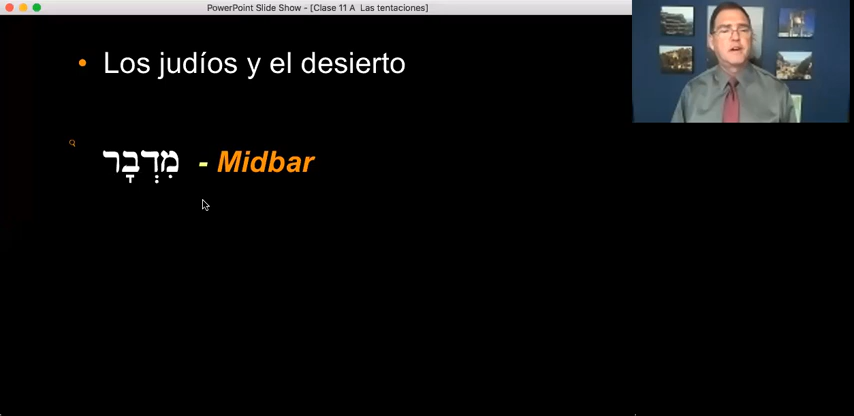 PowerPoint Slide Show - [Clase 11 A Las tentaciones]
• Los judíos y el desierto
מִדְבָּר - Midbar